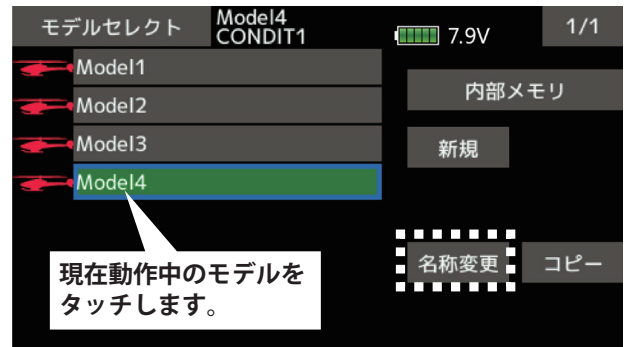 モデルセレクト
Model4
CONDIT1
7.9V
1/1
Model1
Model2
Model3
Model4
内部メモリ
新規
名称変更
コピー
現在動作中のモデルを
タッチします。